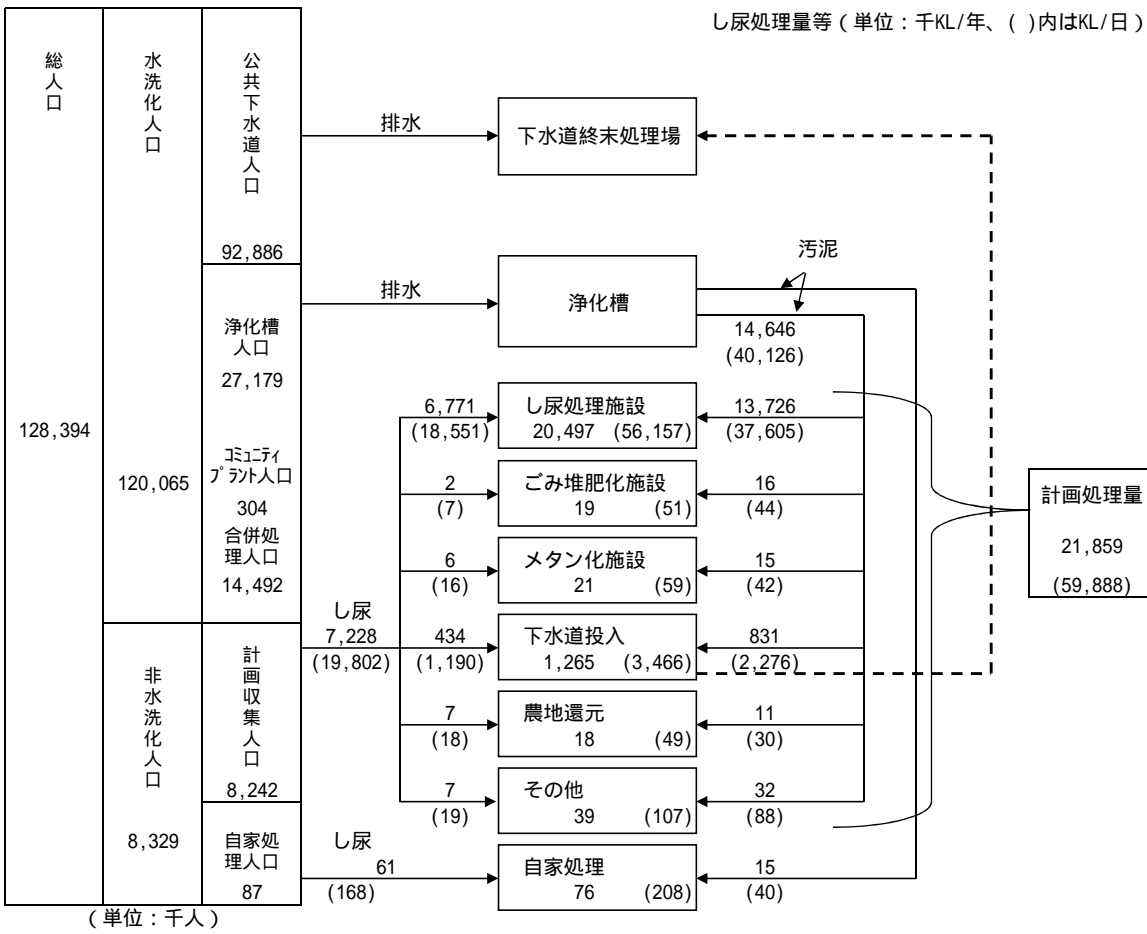 し尿処理量等（単位：千KL/年、( )内はKL/日）
総人口
128,394
水洗化人口
120,065
非水洗化人口
8,329
公共下水道人口
92,886
浄化槽
人口
27,179
コミュニティ
プラント人口
304
合併処
理人口
14,492
計画収集人口
8,242
自家処
理人口
87
（単位：千人）
排水
下水道終末処理場
排水
浄化槽
汚泥
14,646
(40,126)
し尿
7,228
(19,802)
6,771
(18,551)
し尿処理施設
20,497 (56,157)
13,726
(37,605)
2
(7)
ごみ堆肥化施設
19 (51)
16
(44)
6
(16)
メタン化施設
21 (59)
15
(42)
434
(1,190)
下水道投入
1,265 (3,466)
831
(2,276)
7
(18)
農地還元
18 (49)
11
(30)
7
(19)
その他
39 (107)
32
(88)
し尿
61
(168)
自家処理
76 (208)
15
(40)
計画処理量
21,859
(59,888)